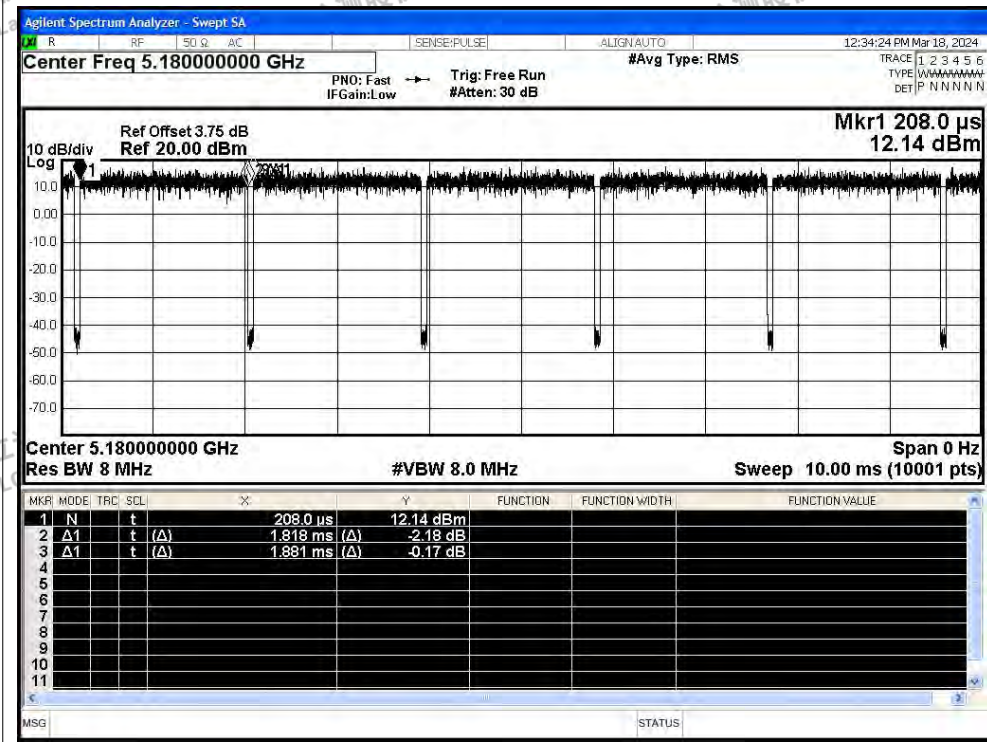 Agilent Spectrum Analyzer - Swept SA
R RF 50 Ω AC SENSE:PULSE ALIGN AUTO 12:34:24 PM Mar 18, 2024
Center Freq 5.180000000 GHz #Avg Type: RMS TRACE 1 2 3 4 5 6
PNO: Fast Trig: Free Run TYPE WWWWWW
IFGain:Low #Atten: 30 dB DET P N N N N N
Mkr1 208.0 µs
Ref Offset 3.75 dB
10 dB/div Ref 20.00 dBm 12.14 dBm
Log
1
10.0
0.00
-10.0
-20.0
-30.0
-40.0
-50.0
-60.0
-70.0
Center 5.180000000 GHz Span 0 Hz
Res BW 8 MHz #VBW 8.0 MHz Sweep 10.00 ms (10001 pts)
MKR MODE TRC SCL X Y FUNCTION FUNCTION WIDTH FUNCTION VALUE
1 N t 208.0 µs 12.14 dBm
2 Δ1 t (Δ) 1.818 ms (Δ) -2.18 dB
3 Δ1 t (Δ) 1.881 ms (Δ) -0.17 dB
4
5
6
7
8
9
10
11
MSG STATUS